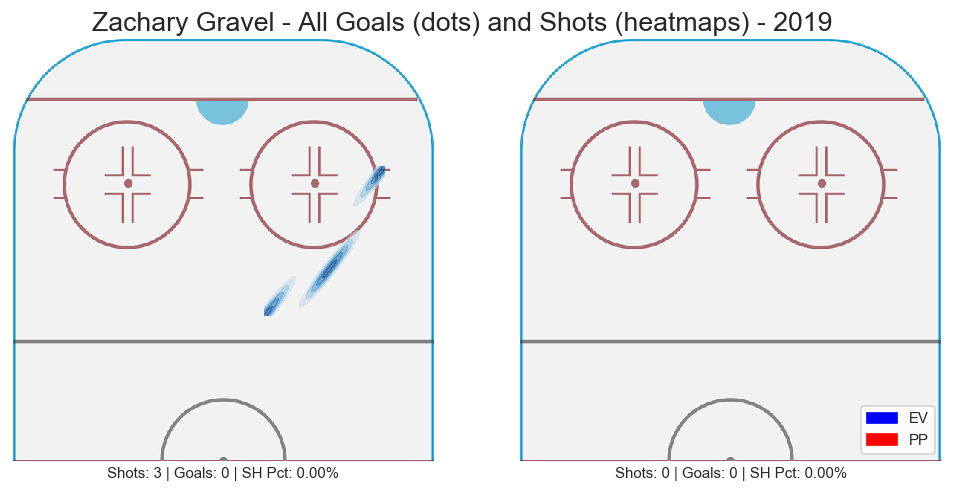 Zachary Gravel - All Goals (dots) and Shots (heatmaps) - 2019
EV
PP
Shots: 3 | Goals: 0 | SH Pct: 0.00%
Shots: 0 | Goals: 0 | SH Pct: 0.00%